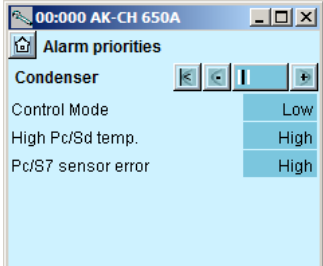 00:000 AK-CH 650A
Alarm priorities
Condenser
Control Mode Low
High Pc/Sd temp. High
Pc/S7 sensor error High